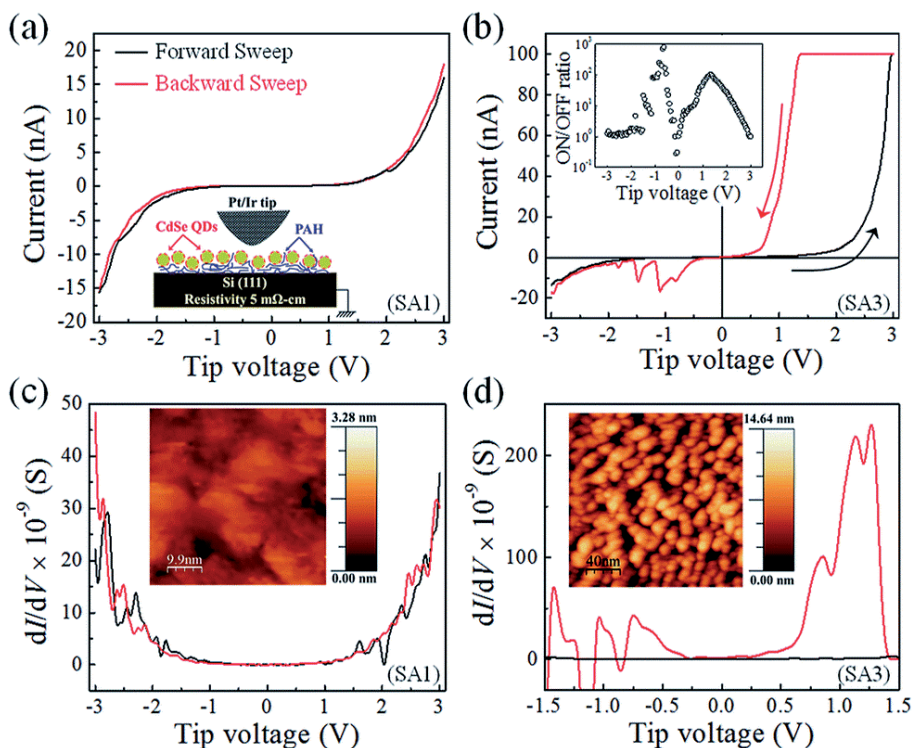 (a)
Forward Sweep
Backward Sweep
Current (nA)
20
15
10
5
0
-5
-10
-15
-20
-25
Pt/Ir tip
CdSe QDs
PAH
Si (111)
Resistivity 5 mΩ-cm
(SA1)
-3 -2 -1 0 1 2 3
Tip voltage (V)
(b)
Current (nA)
100
80
60
40
20
0
-20
ON/OFF ratio
10³
10²
10¹
10⁰
10⁻¹
-3 -2 -1 0 1 2 3
Tip voltage (V)
(SA3)
-3 -2 -1 0 1 2 3
Tip voltage (V)
(c)
dI/dV × 10⁻⁹ (S)
50
40
30
20
10
0
3.28 nm
0.00 nm
9.9nm
(SA1)
-3 -2 -1 0 1 2 3
Tip voltage (V)
(d)
dI/dV × 10⁻⁹ (S)
200
150
100
50
0
14.64 nm
0.00 nm
40nm
(SA3)
-1.5 -1.0 -0.5 0.0 0.5 1.0 1.5
Tip voltage (V)